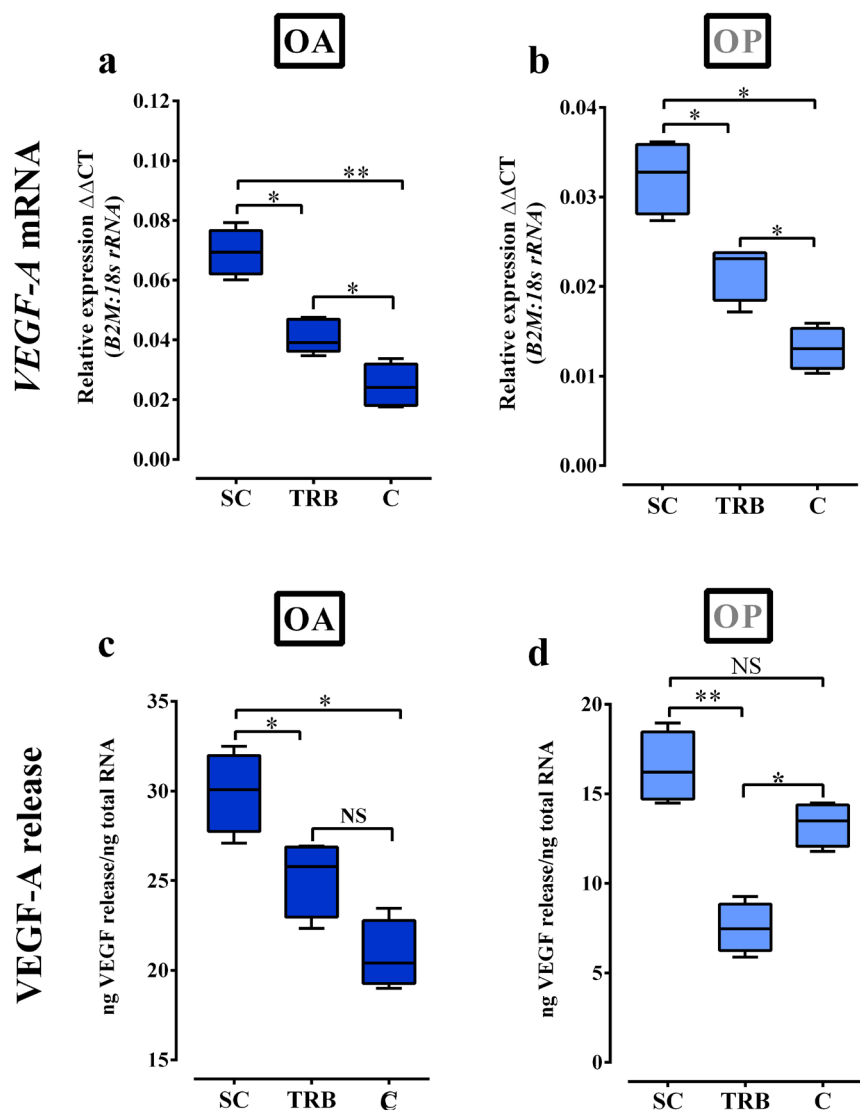 OA
OP
a
b
VEGF-A mRNA
Relative expression ΔΔCT
(B2M:18s rRNA)
0.12
0.10
0.08
0.06
0.04
0.02
0.00
**
*
*
SC TRB C
Relative expression ΔΔCT
(B2M:18s rRNA)
0.04
0.03
0.02
0.01
0.00
*
*
*
SC TRB C
OA
OP
c
d
VEGF-A release
ng VEGF release/ng total RNA
35
30
25
20
15
*
*
NS
SC TRB C
ng VEGF release/ng total RNA
20
15
10
5
0
NS
**
*
SC TRB C